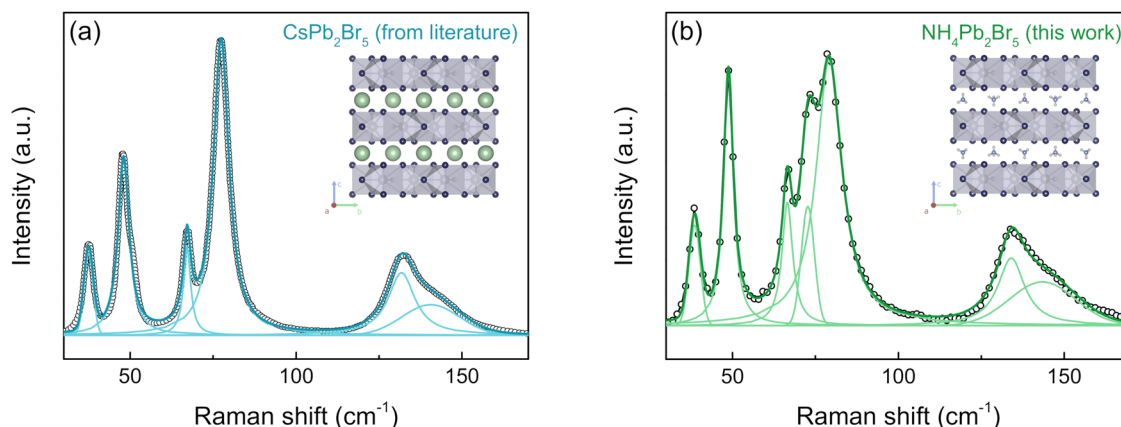 (a)
CsPb₂Br₅ (from literature)
c
a
b
Intensity (a.u.)
50
100
150
Raman shift (cm⁻¹)
(b)
NH₄Pb₂Br₅ (this work)
c
a
b
Intensity (a.u.)
50
100
150
Raman shift (cm⁻¹)